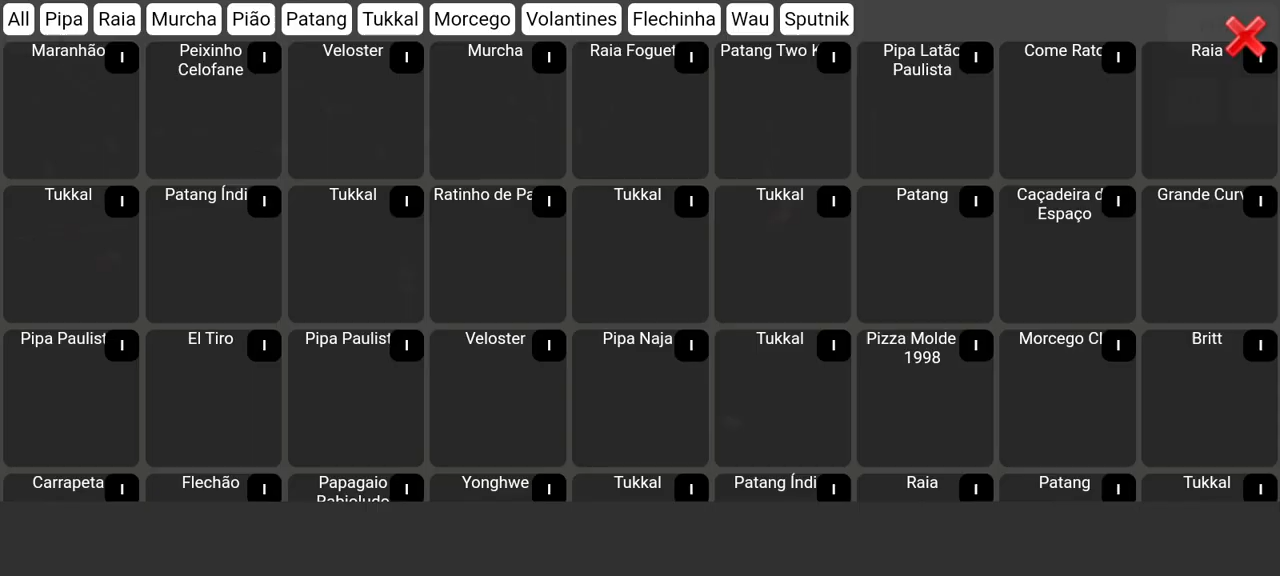 All Pipa Raia Murcha Pião Patang Tukkal Morcego Volantines Flechinha Wau Sputnik
Maranhão I Peixinho I Veloster I Murcha I Raia Foguet I Patang Two K I Pipa Latão I Come Rato I Raia I
Celofane Paulista
Tukkal I Patang Índi I Tukkal I Ratinho de Pa I Tukkal I Tukkal I Patang I Caçadeira d I Grande Curv I
Espaço
Pipa Paulist I El Tiro I Pipa Paulist I Veloster I Pipa Naja I Tukkal I Pizza Molde I Morcego Cl I Britt I
1998
Carrapeta I Flechão I Papagaio I Yonghwe I Tukkal I Patang Índi I Raia I Patang I Tukkal I
Rabioludo